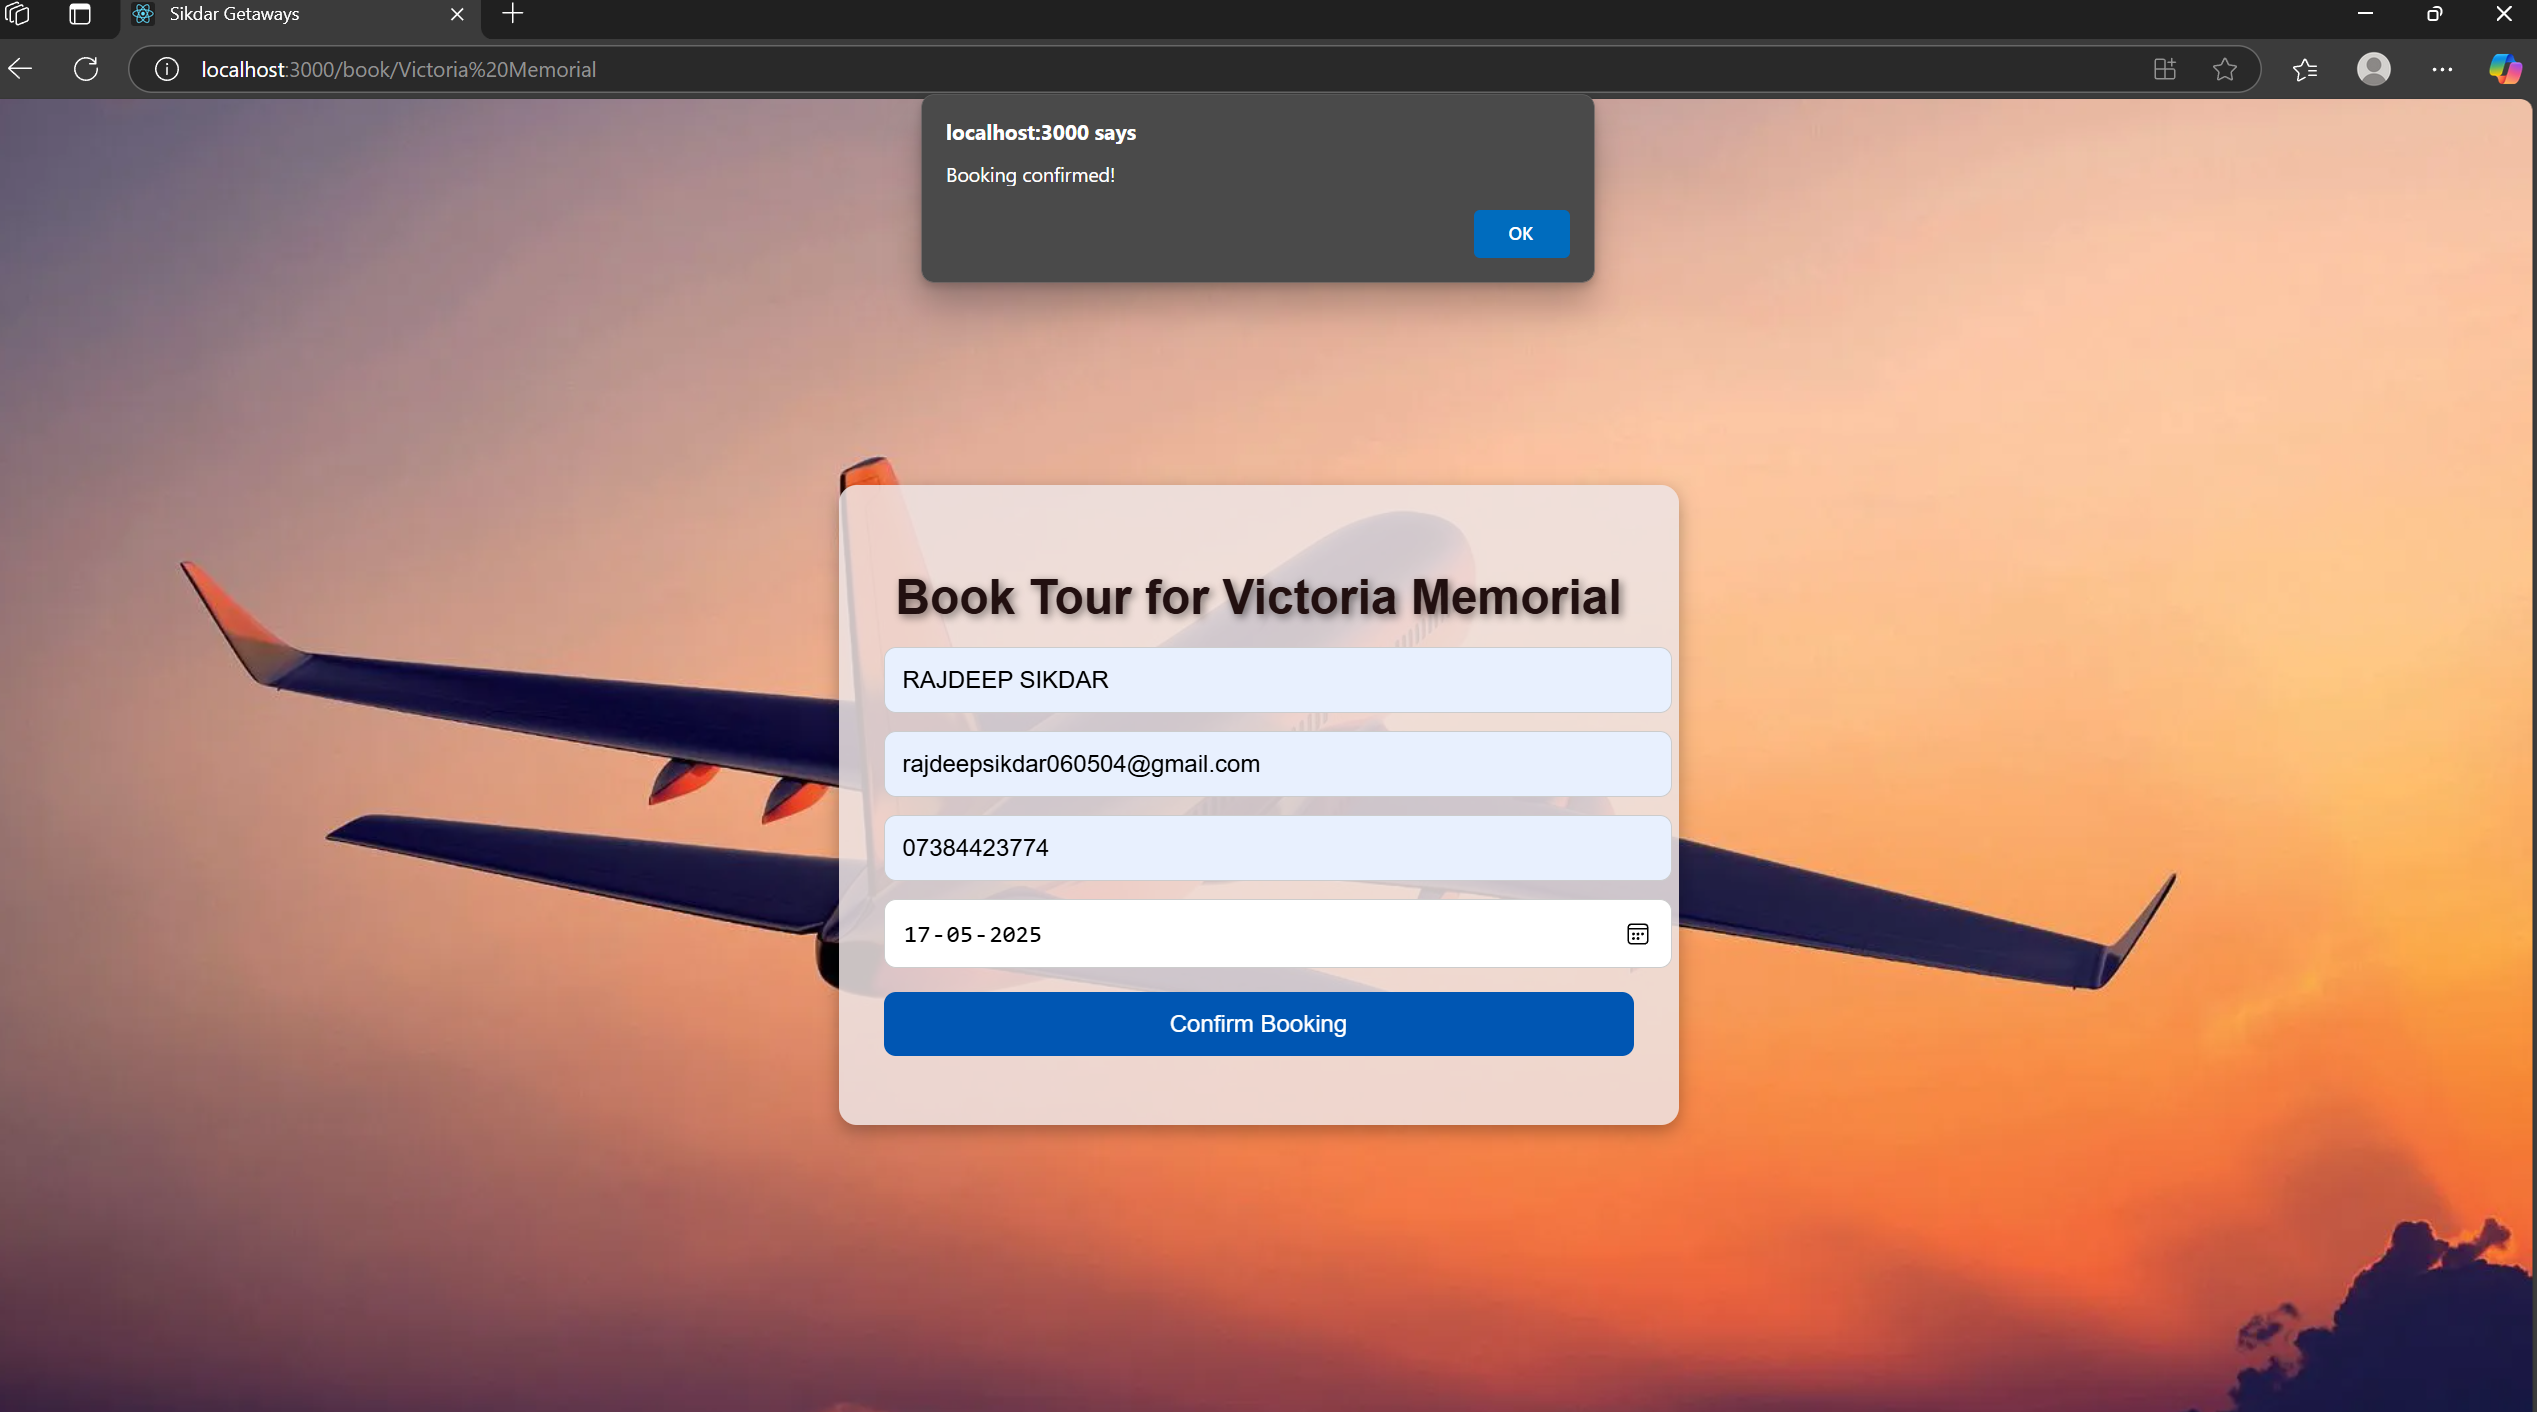 Sikdar Getaways
localhost:3000/book/Victoria%20Memorial
localhost:3000 says
Booking confirmed!
OK
Book Tour for Victoria Memorial
RAJDEEP SIKDAR
rajdeepsikdar060504@gmail.com
07384423774
17-05-2025
Confirm Booking